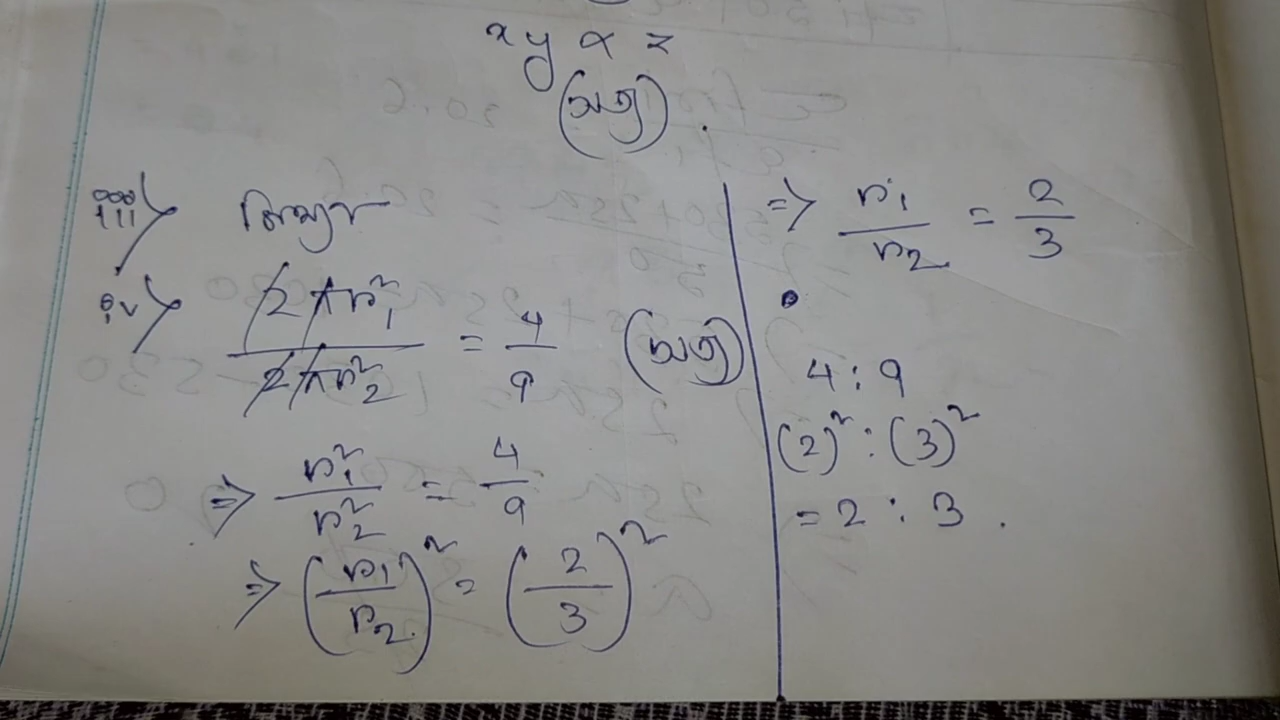 xy ∝ z
(সত্য)
iii>
iv> 2πr₁² / 2πr₂² = 4/9 (সত্য)
⇒ r₁²/r₂² = 4/9
⇒ (r₁/r₂)² = (2/3)²
⇒ r₁/r₂ = 2/3
4 : 9
(2)² : (3)²
= 2 : 3 .